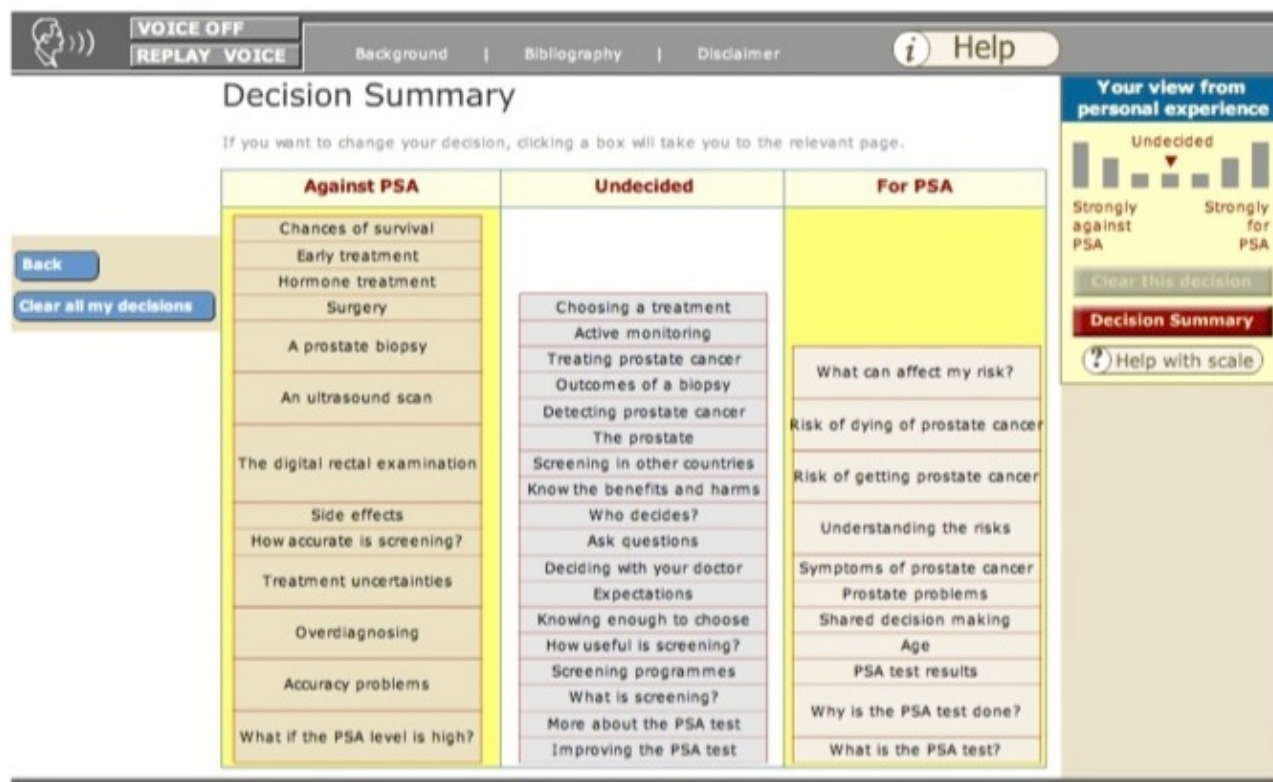 VOICE OFF
REPLAY VOICE
Background | Bibliography | Disclaimer
i Help
Decision Summary
If you want to change your decision, clicking a box will take you to the relevant page.
Against PSA
Chances of survival
Early treatment
Hormone treatment
Surgery
A prostate biopsy
An ultrasound scan
The digital rectal examination
Side effects
How accurate is screening?
Treatment uncertainties
Overdiagnosing
Accuracy problems
What if the PSA level is high?
Undecided
Choosing a treatment
Active monitoring
Treating prostate cancer
Outcomes of a biopsy
Detecting prostate cancer
The prostate
Screening in other countries
Know the benefits and harms
Who decides?
Ask questions
Deciding with your doctor
Expectations
Knowing enough to choose
How useful is screening?
Screening programmes
What is screening?
More about the PSA test
Improving the PSA test
For PSA
What can affect my risk?
Risk of dying of prostate cancer
Risk of getting prostate cancer
Understanding the risks
Symptoms of prostate cancer
Prostate problems
Shared decision making
Age
PSA test results
Why is the PSA test done?
What is the PSA test?
Back
Clear all my decisions
Your view from
personal experience
Undecided
Strongly
against
PSA
Strongly
for
PSA
Clear this decision
Decision Summary
? Help with scale